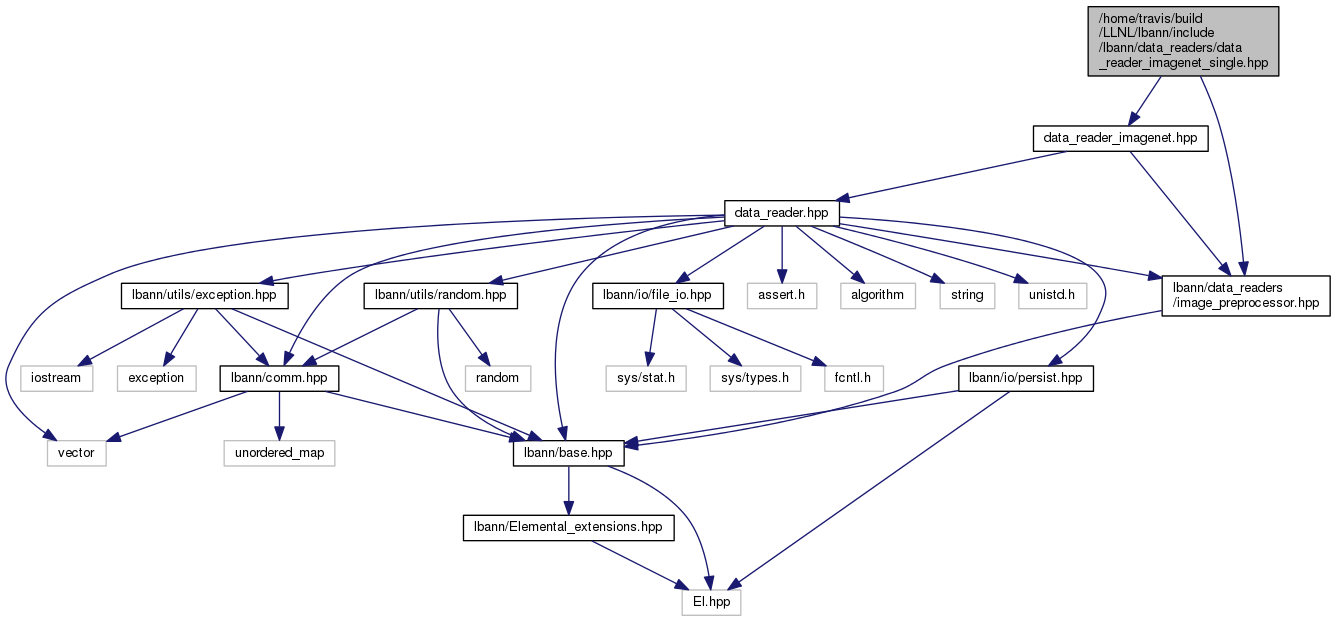 /home/travis/build
/LLNL/lbann/include
/lbann/data_readers/data
_reader_imagenet_single.hpp
data_reader_imagenet.hpp
data_reader.hpp
lbann/utils/exception.hpp
lbann/utils/random.hpp
lbann/io/file_io.hpp
assert.h
algorithm
string
unistd.h
lbann/data_readers
/image_preprocessor.hpp
iostream
exception
lbann/comm.hpp
random
sys/stat.h
sys/types.h
fcntl.h
lbann/io/persist.hpp
vector
unordered_map
lbann/base.hpp
lbann/Elemental_extensions.hpp
El.hpp